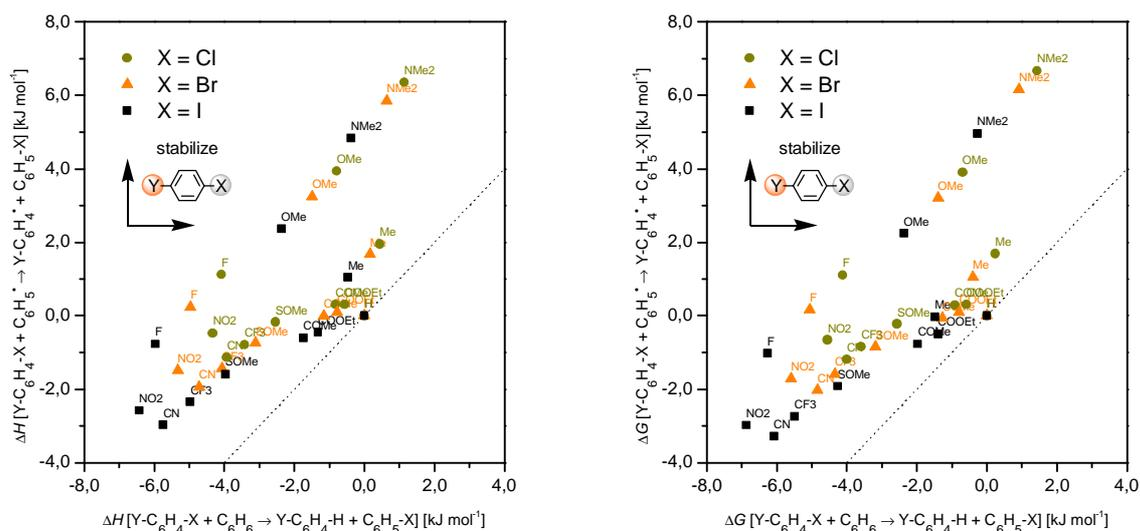 8,0
6,0
4,0
2,0
0,0
-2,0
-4,0
ΔH [Y-C6H4-X + C6H5• → Y-C6H4• + C6H5-X] [kJ mol-1]
X = Cl
X = Br
X = I
stabilize
Y
X
NMe2
NMe2
NMe2
OMe
OMe
OMe
Me
Me
F
F
F
NO2
NO2
NO2
SOMe
SOMe
CF3
CF3
CN
CN
CN
COOEt
H
-8,0 -6,0 -4,0 -2,0 0,0 2,0 4,0
ΔH [Y-C6H4-X + C6H6 → Y-C6H4-H + C6H5-X] [kJ mol-1]
8,0
6,0
4,0
2,0
0,0
-2,0
-4,0
ΔG [Y-C6H4-X + C6H5• → Y-C6H4• + C6H5-X] [kJ mol-1]
X = Cl
X = Br
X = I
stabilize
Y
X
NMe2
NMe2
NMe2
OMe
OMe
OMe
Me
Me
Me
F
F
F
NO2
NO2
NO2
SOMe
SOMe
CF3
CF3
CF3
CN
CN
COOEt
H
-8,0 -6,0 -4,0 -2,0 0,0 2,0 4,0
ΔG [Y-C6H4-X + C6H6 → Y-C6H4-H + C6H5-X] [kJ mol-1]